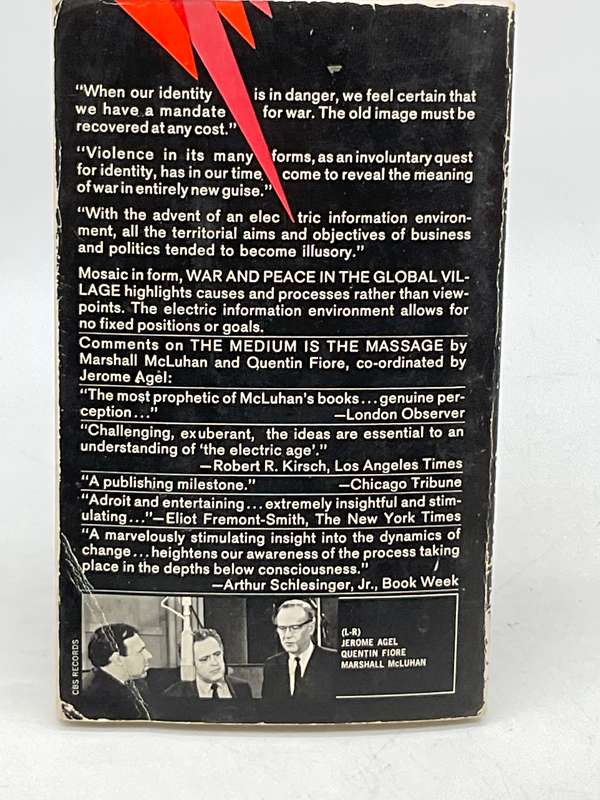 “When our identity is in danger, we feel certain that
we have a mandate for war. The old image must be
recovered at any cost.”
“Violence in its many forms, as an involuntary quest
for identity, has in our time come to reveal the meaning
of war in entirely new guise.”
“With the advent of an elec tric information environ-
ment, all the territorial aims and objectives of business
and politics tended to become illusory.”
Mosaic in form, WAR AND PEACE IN THE GLOBAL VIL-
LAGE highlights causes and processes rather than view-
points. The electric information environment allows for
no fixed positions or goals.
Comments on THE MEDIUM IS THE MASSAGE by
Marshall McLuhan and Quentin Fiore, co-ordinated by
Jerome Agel:
“The most prophetic of McLuhan's books...genuine per-
ception...” —London Observer
“Challenging, exuberant, the ideas are essential to an
understanding of ‘the electric age’.”
—Robert R. Kirsch, Los Angeles Times
“A publishing milestone.” —Chicago Tribune
“Adroit and entertaining...extremely insightful and stim-
ulating...”—Eliot Fremont-Smith, The New York Times
“A marvelously stimulating insight into the dynamics of
change...heightens our awareness of the process taking
place in the depths below consciousness.”
—Arthur Schlesinger, Jr., Book Week
CBS RECORDS
(L-R)
JEROME AGEL
QUENTIN FIORE
MARSHALL McLUHAN